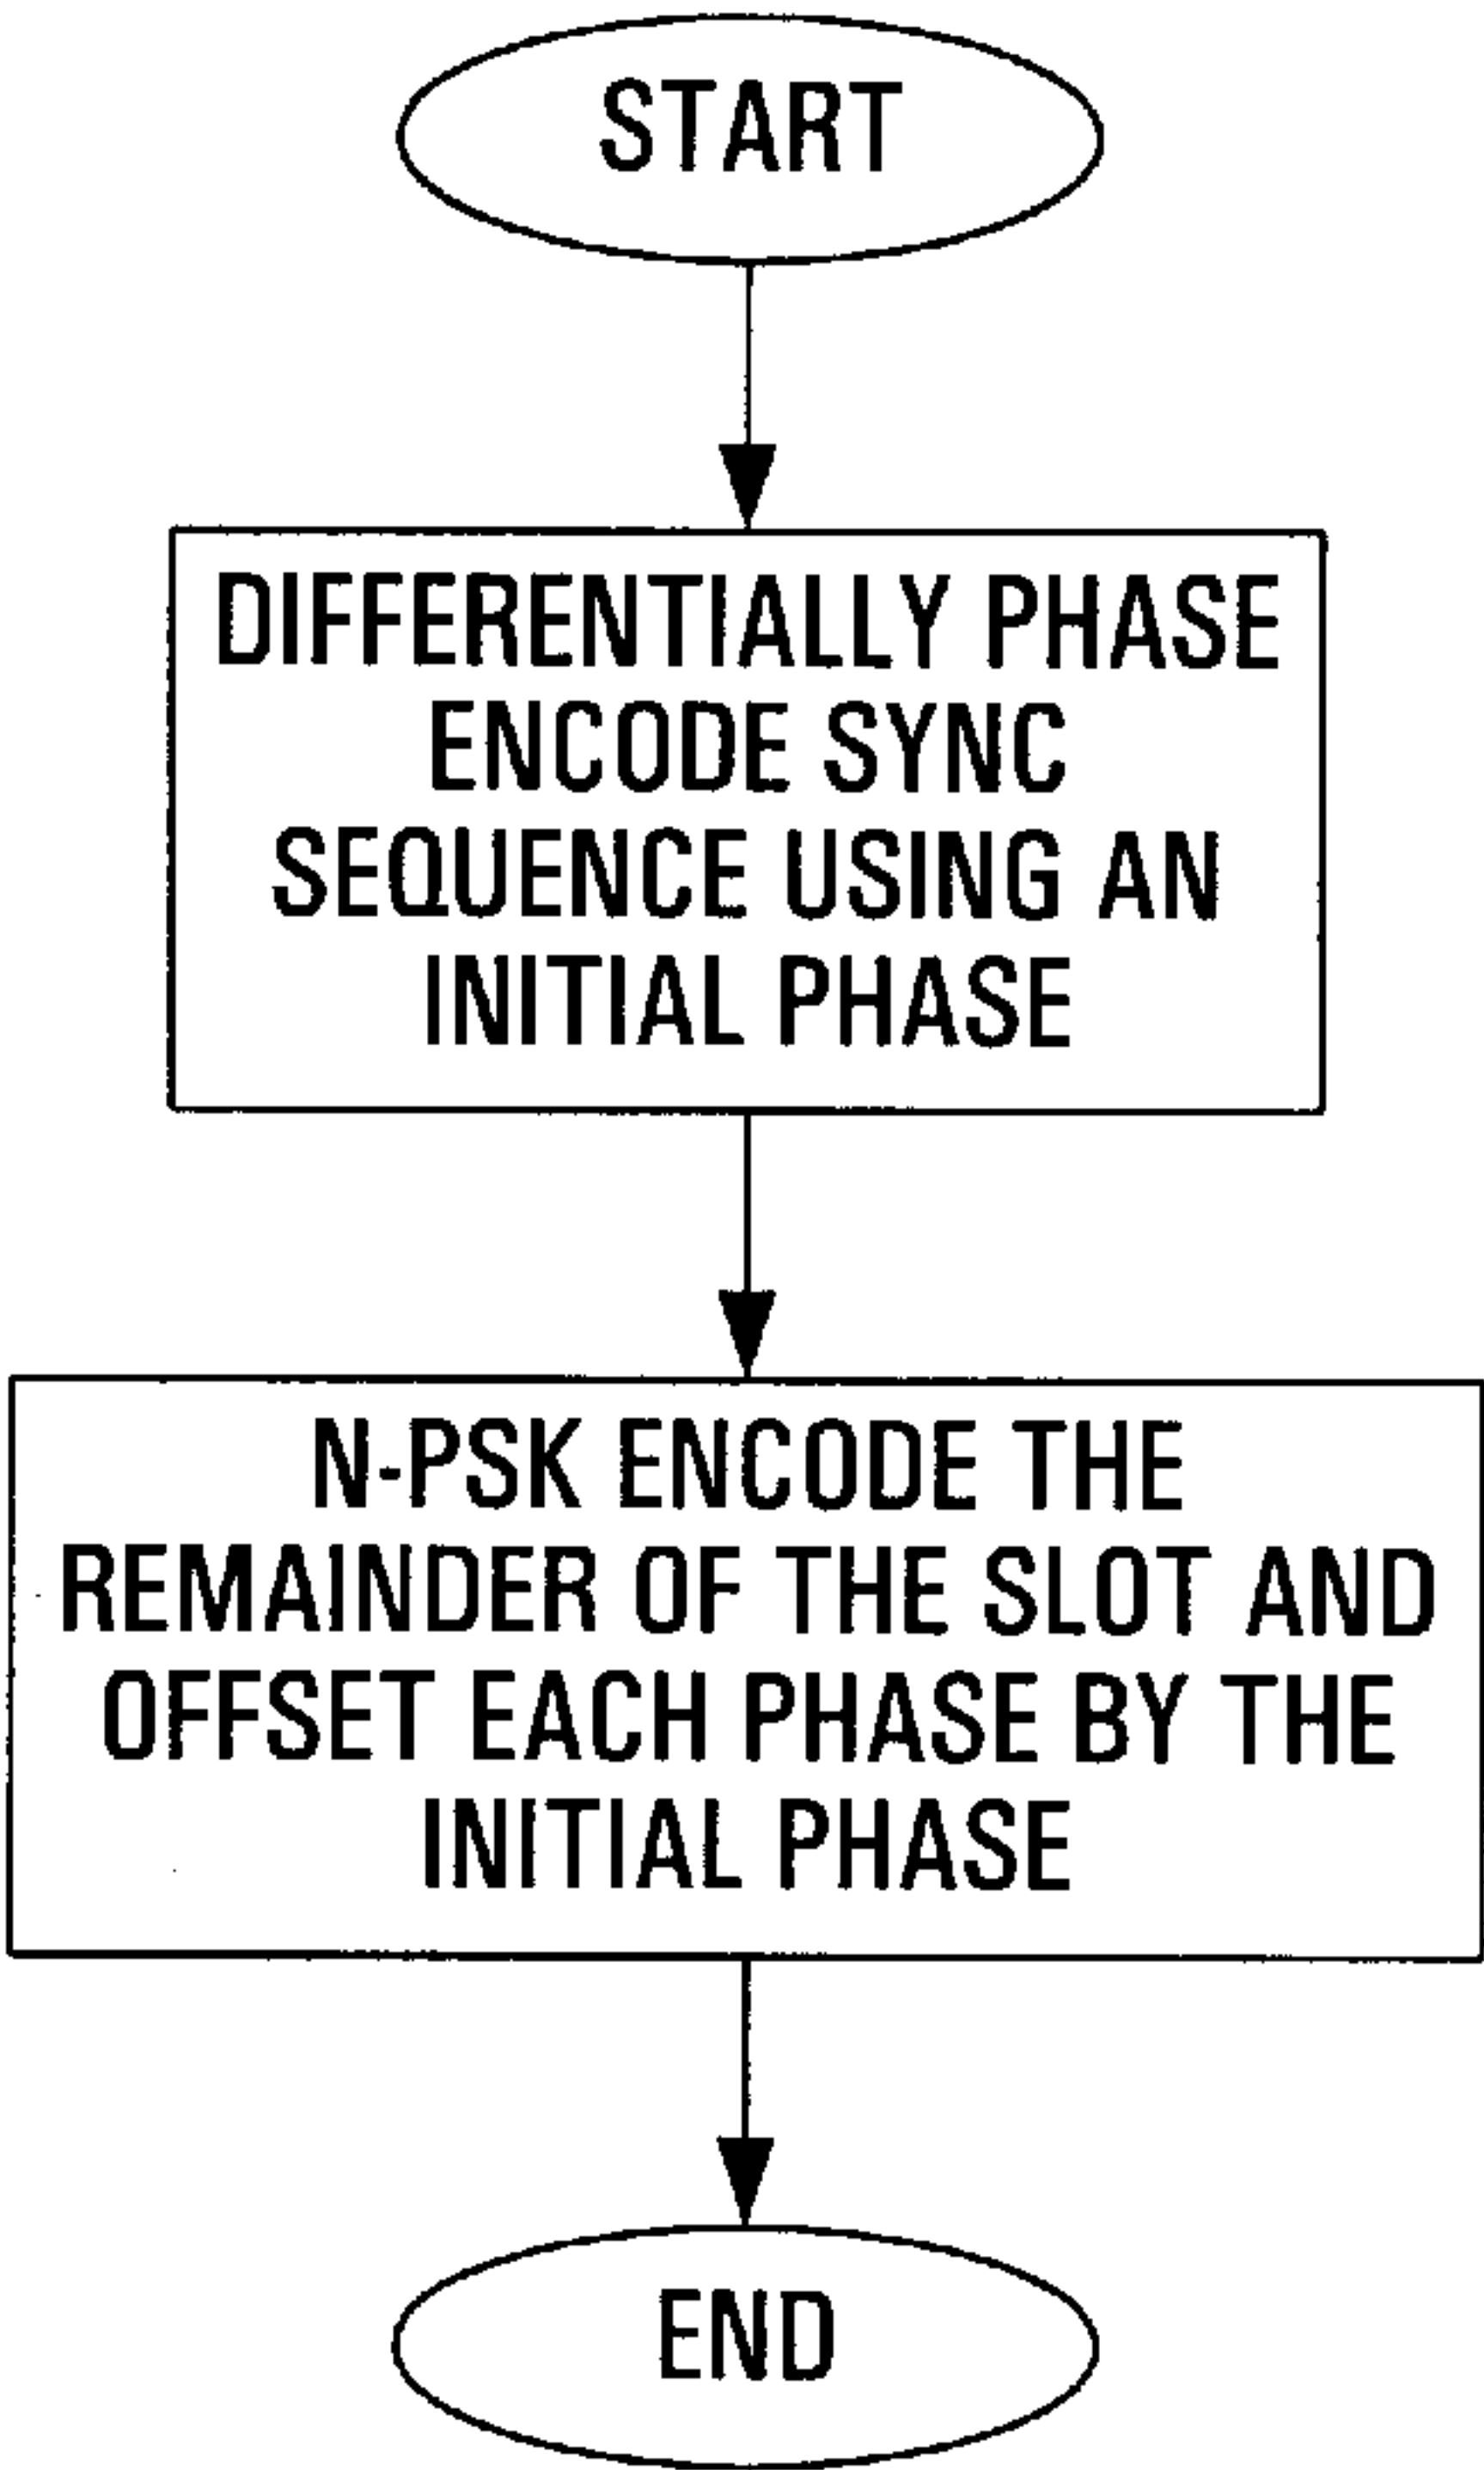 START
DIFFERENTIALLY PHASE
ENCODE SYNC
SEQUENCE USING AN
INITIAL PHASE
N-PSK ENCODE THE
REMAINDER OF THE SLOT AND
OFFSET EACH PHASE BY THE
INITIAL PHASE
END